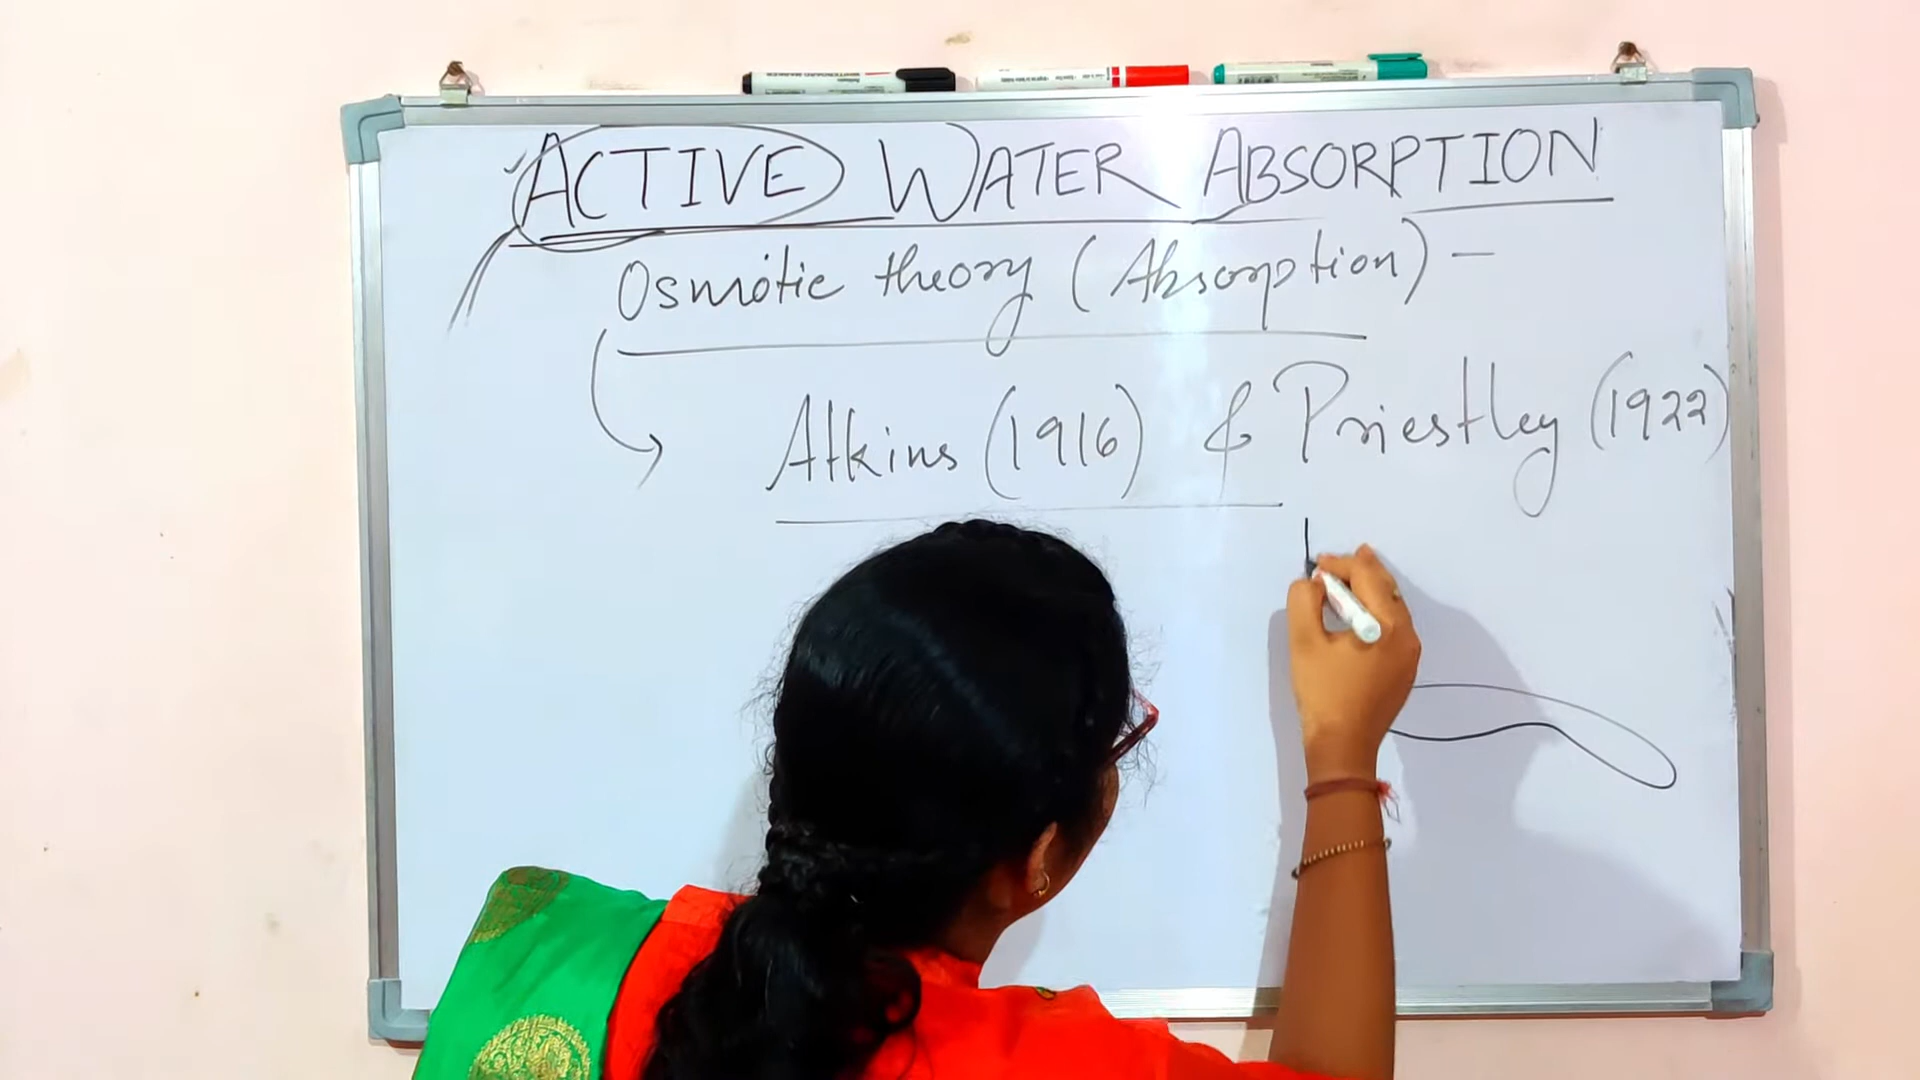 ACTIVE WATER ABSORPTION
Osmotic theory (Absorption) -
Atkins (1916) & Priestley (1922)